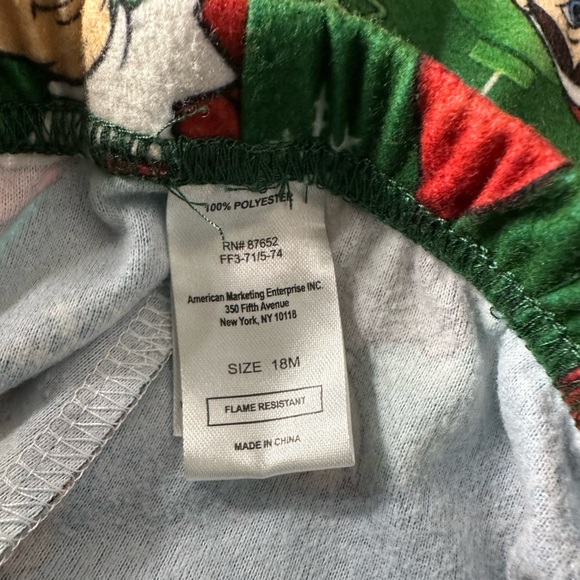 100% POLYESTER
RN# 87652
FF3-71/5-74
American Marketing Enterprise INC.
350 Fifth Avenue
New York, NY 10118
SIZE 18M
FLAME RESISTANT
MADE IN CHINA